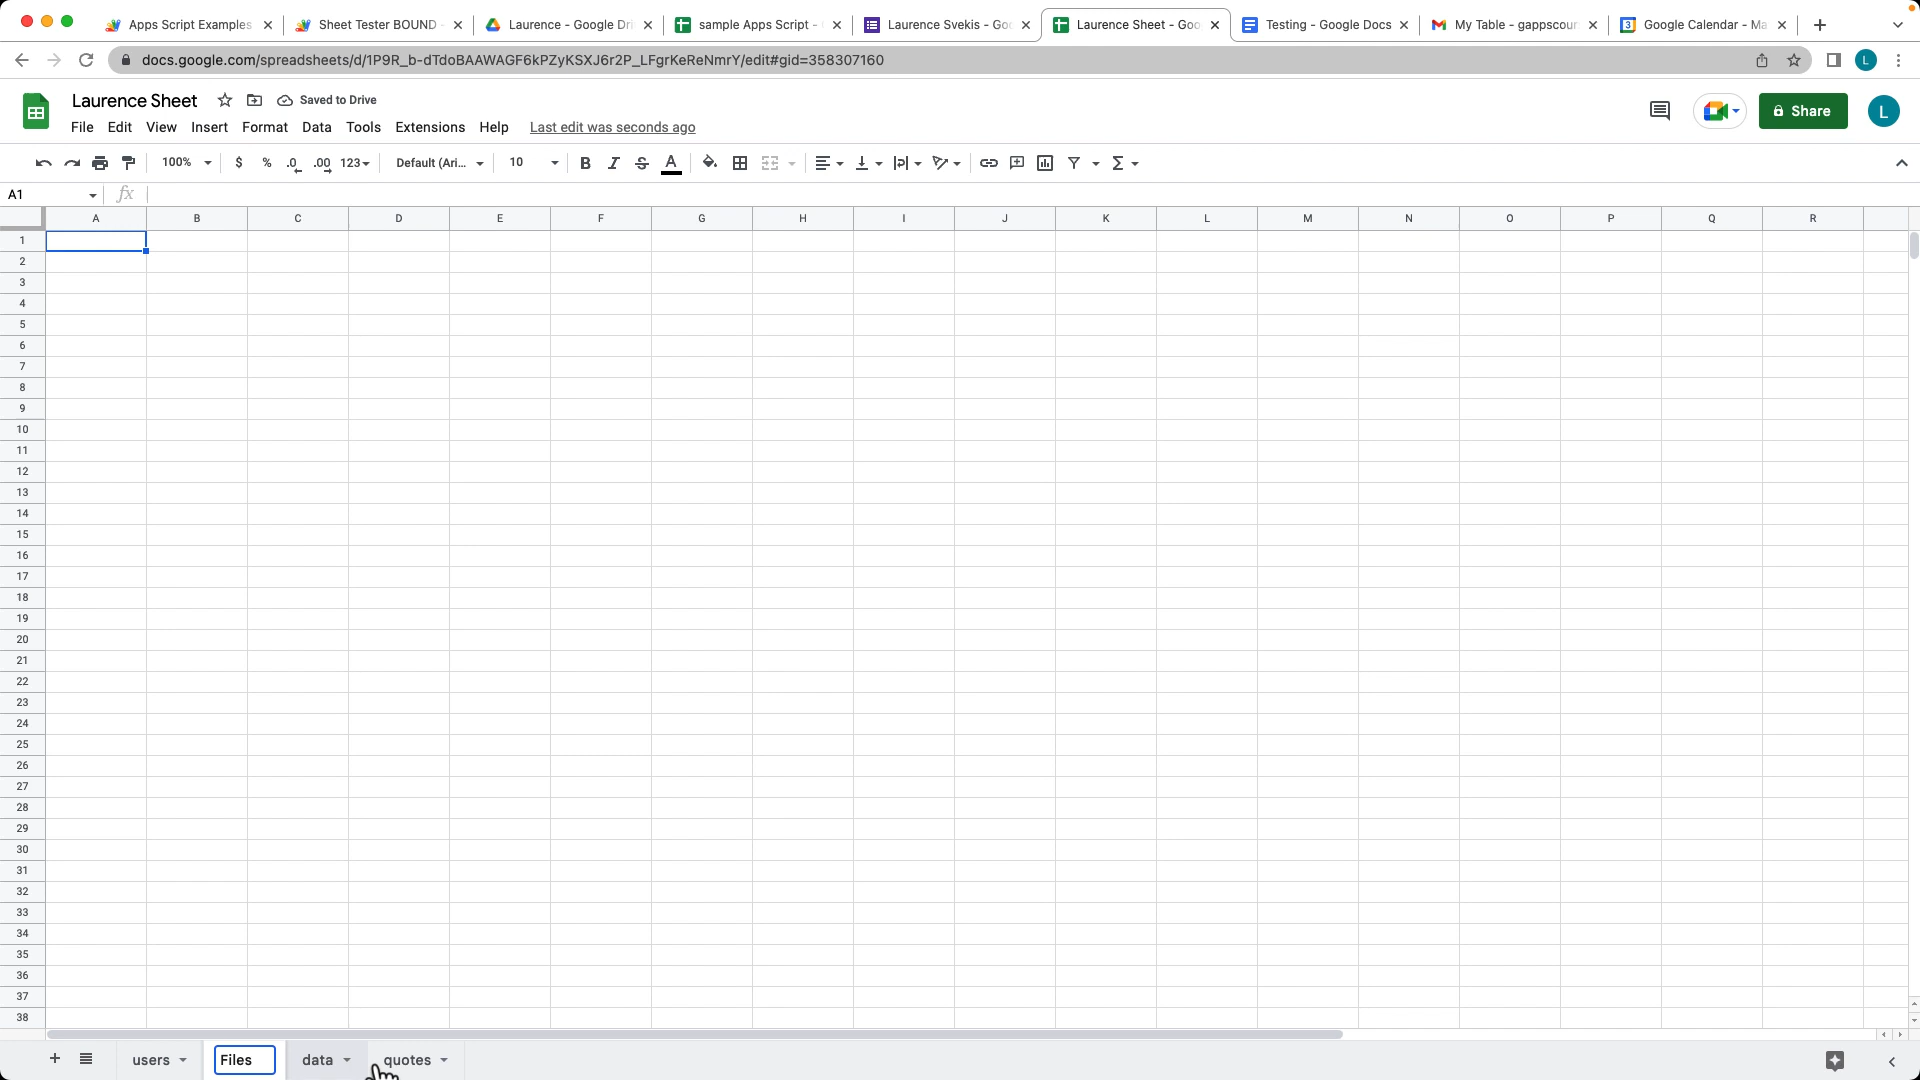 Apps Script Examples
Sheet Tester BOUND -
Laurence - Google Dri
sample Apps Script -
Laurence Svekis - Goo
Laurence Sheet - Goo
Testing - Google Docs
My Table - gappscour
Google Calendar - Ma
docs.google.com/spreadsheets/d/1P9R_b-dTdoBAAWAGF6kPZyKSXJ6r2P_LFgrKeReNmrY/edit#gid=358307160
L
Laurence Sheet
Saved to Drive
File Edit View Insert Format Data Tools Extensions Help Last edit was seconds ago
Share
L
100% $ % .0 .00 123 Default (Ari... 10 B I S A Σ
A1 fx
A B C D E F G H I J K L M N O P Q R
1
2
3
4
5
6
7
8
9
10
11
12
13
14
15
16
17
18
19
20
21
22
23
24
25
26
27
28
29
30
31
32
33
34
35
36
37
38
users Files data quotes